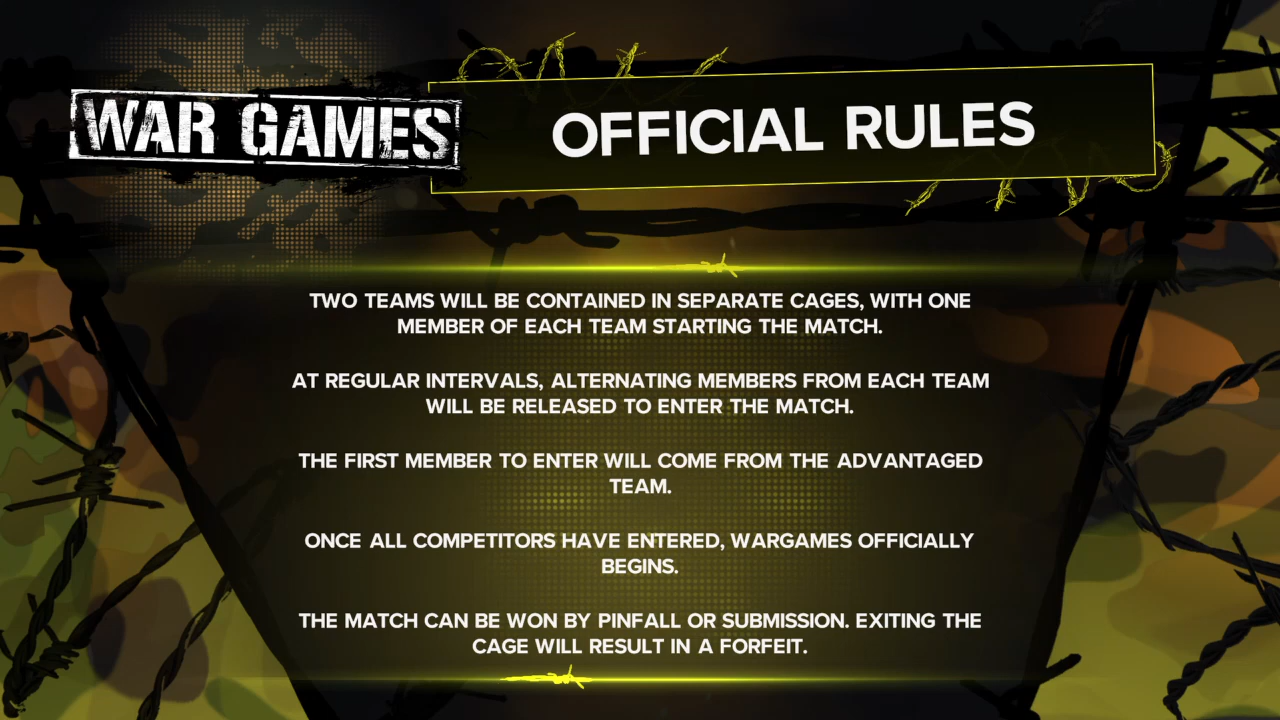 WAR GAMES
OFFICIAL RULES
TWO TEAMS WILL BE CONTAINED IN SEPARATE CAGES, WITH ONE
MEMBER OF EACH TEAM STARTING THE MATCH.
AT REGULAR INTERVALS, ALTERNATING MEMBERS FROM EACH TEAM
WILL BE RELEASED TO ENTER THE MATCH.
THE FIRST MEMBER TO ENTER WILL COME FROM THE ADVANTAGED
TEAM.
ONCE ALL COMPETITORS HAVE ENTERED, WARGAMES OFFICIALLY
BEGINS.
THE MATCH CAN BE WON BY PINFALL OR SUBMISSION. EXITING THE
CAGE WILL RESULT IN A FORFEIT.